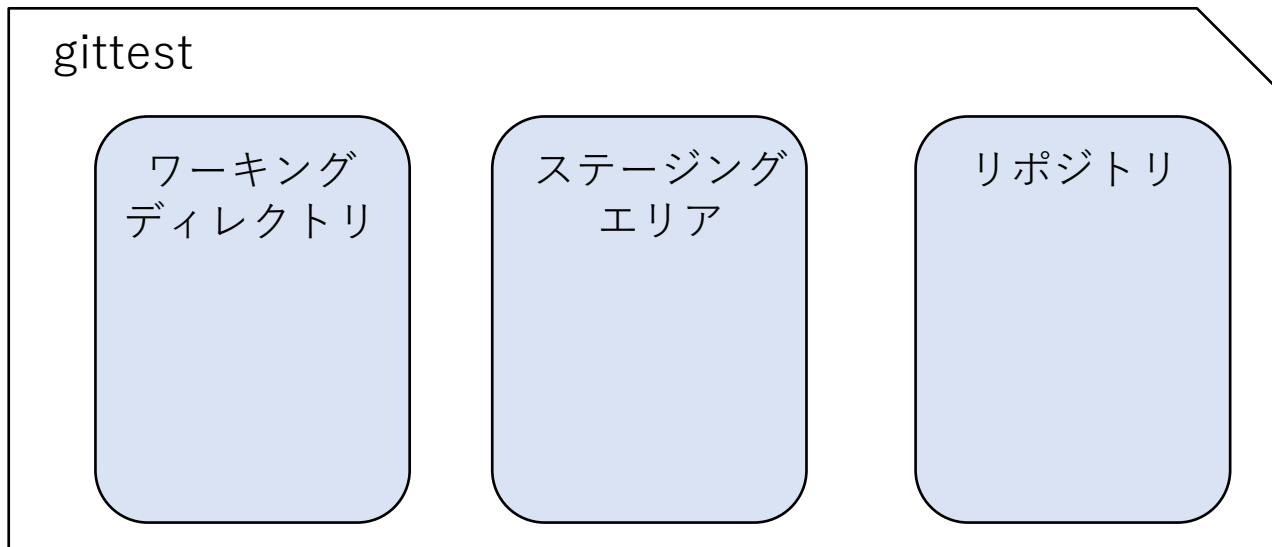 gittest
ワーキング
ディレクトリ
ステージング
エリア
リポジトリ